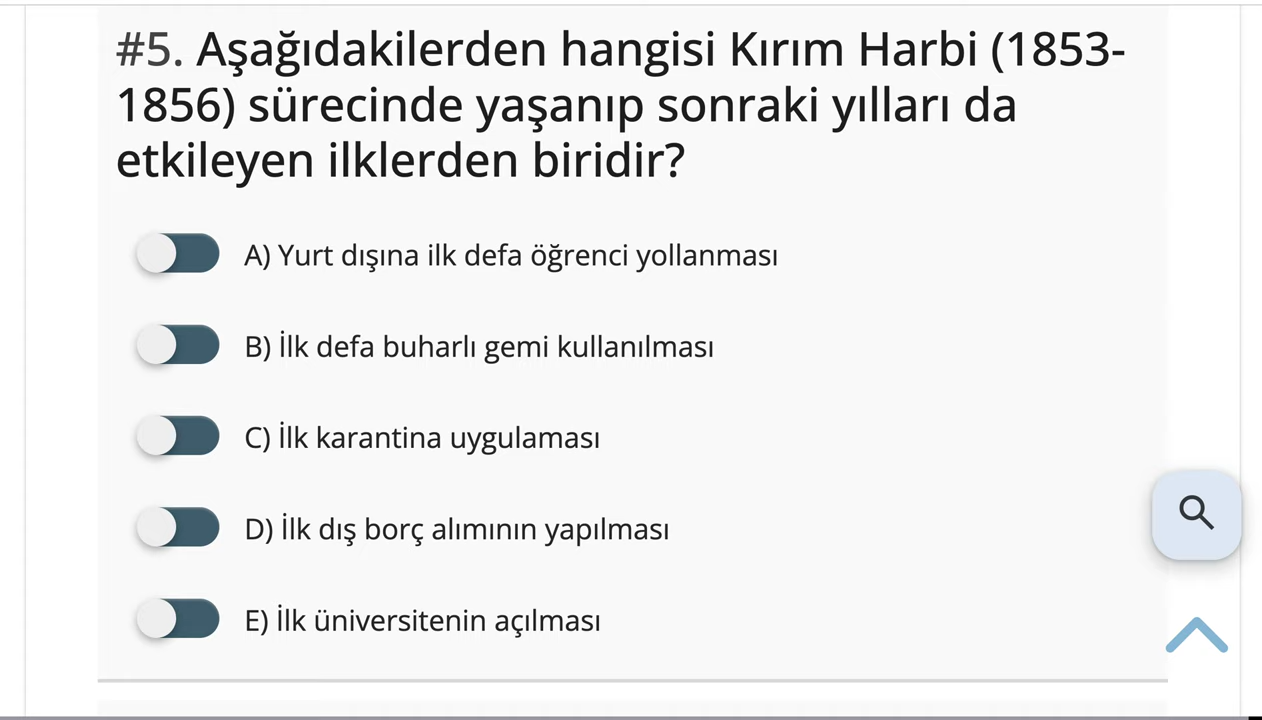 #5. Aşağıdakilerden hangisi Kırım Harbi (1853-
1856) sürecinde yaşanıp sonraki yılları da
etkileyen ilklerden biridir?
A) Yurt dışına ilk defa öğrenci yollanması
B) İlk defa buharlı gemi kullanılması
C) İlk karantina uygulaması
D) İlk dış borç alımının yapılması
E) İlk üniversitenin açılması